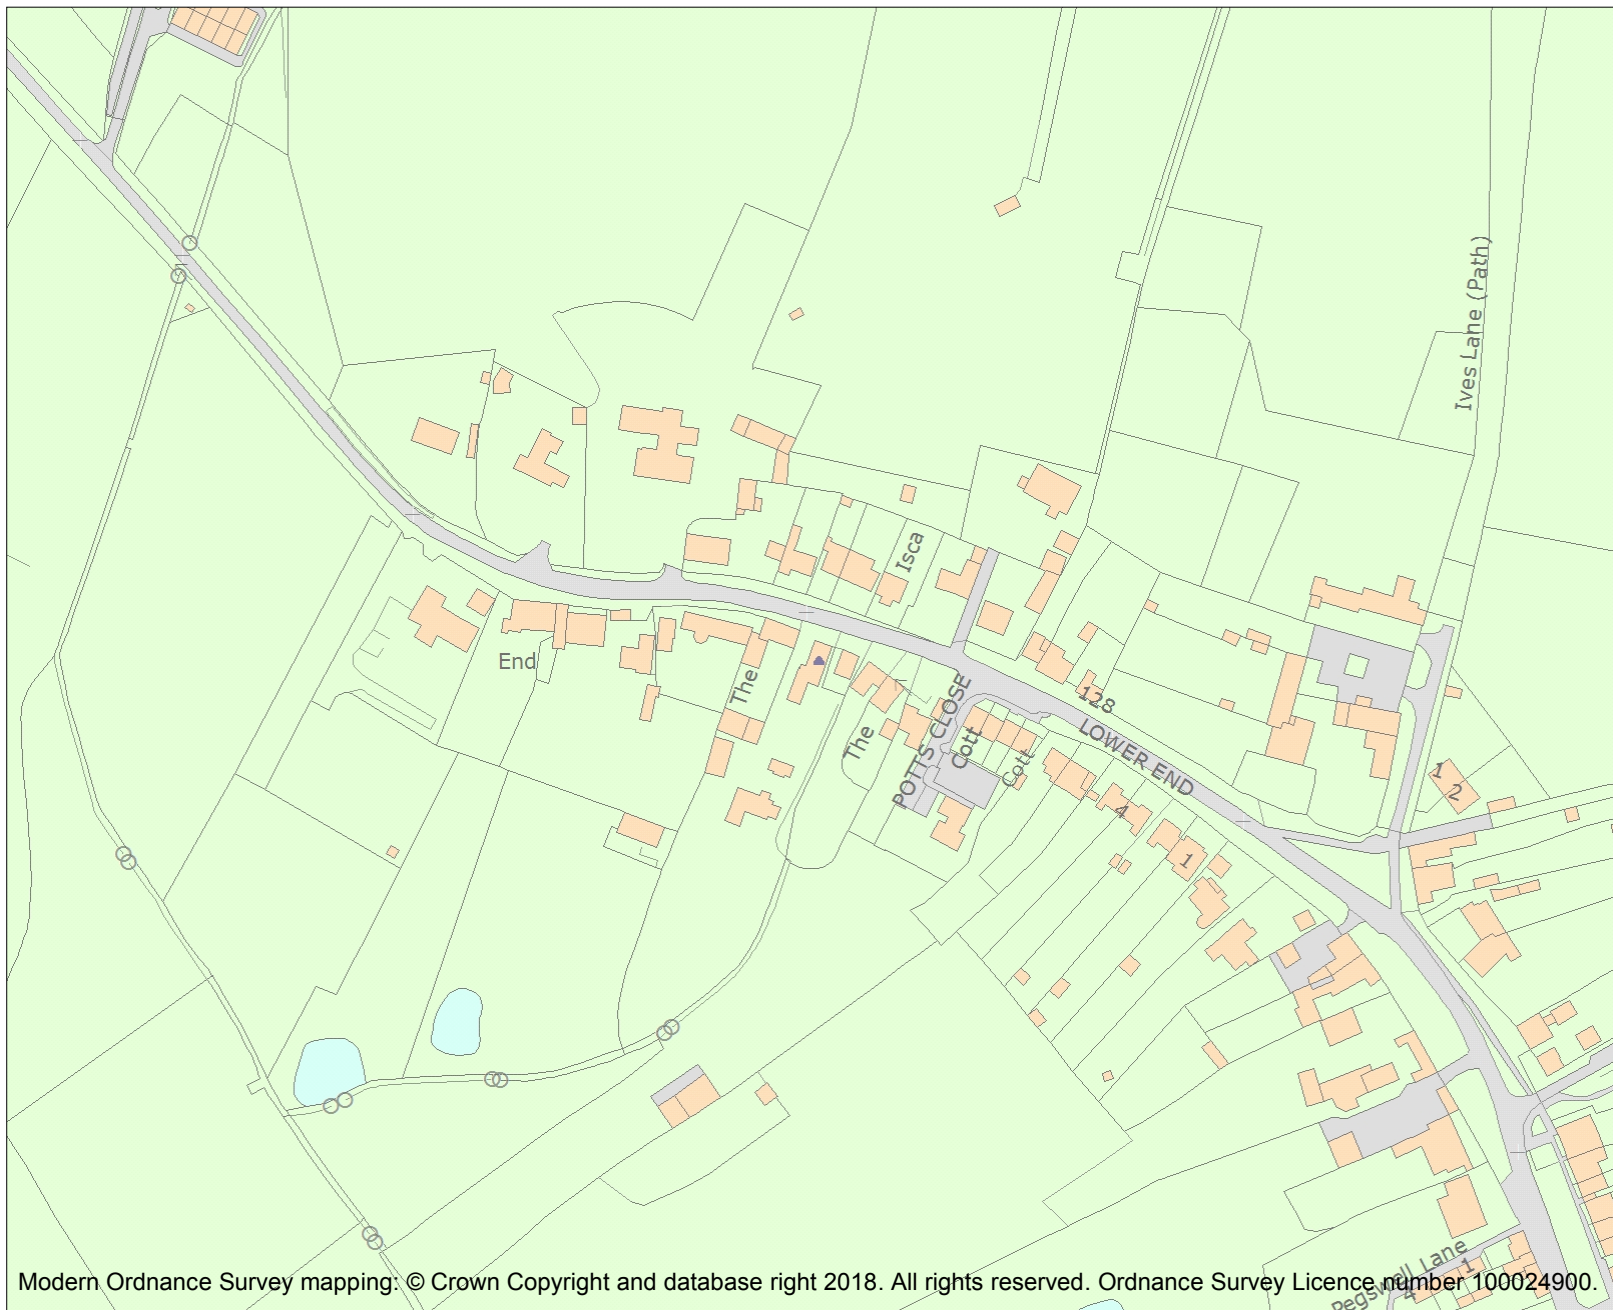 Ives Lane (Path)
Isca
End
The
The
POTTS CLOSE
Cott
Cott
128
LOWER END
4
1
1
2
Pegswell Lane
4
1
Modern Ordnance Survey mapping: © Crown Copyright and database right 2018. All rights reserved. Ordnance Survey Licence number 100024900.